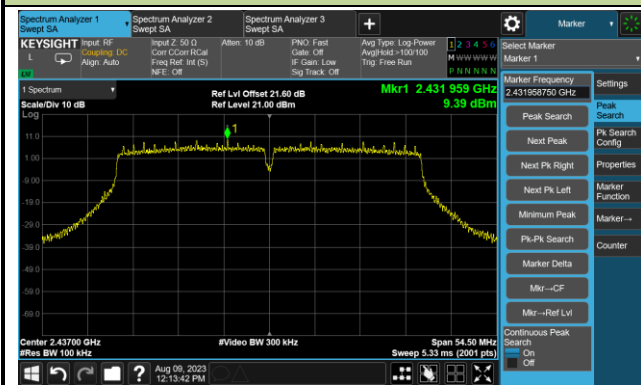 Spectrum Analyzer 1
Swept SA
Spectrum Analyzer 2
Swept SA
Spectrum Analyzer 3
Swept SA
+
Marker
KEYSIGHT
L
Input: RF
Coupling: DC
Align: Auto
Input Z: 50 Ω
Corr CCorr RCal
Freq Ref: Int (S)
NFE: Off
Atten: 10 dB
PNO: Fast
Gate: Off
IF Gain: Low
Sig Track: Off
Avg Type: Log-Power
Avg|Hold:>100/100
Trig: Free Run
1 2 3 4 5 6
M W W W W W
P N N N N N
Select Marker
Marker 1
1 Spectrum
Scale/Div 10 dB
Log
Ref Lvl Offset 21.60 dB
Ref Level 21.00 dBm
Mkr1 2.431 959 GHz
9.39 dBm
1
11.0
1.00
-9.00
-19.0
-29.0
-39.0
-49.0
-59.0
-69.0
Center 2.43700 GHz
#Res BW 100 kHz
#Video BW 300 kHz
Span 54.50 MHz
Sweep 5.33 ms (2001 pts)
Marker Frequency
2.431958750 GHz
Peak Search
Next Peak
Next Pk Right
Next Pk Left
Minimum Peak
Pk-Pk Search
Marker Delta
Mkr→CF
Mkr→Ref Lvl
Continuous Peak
Search
On
Off
Settings
Peak
Search
Pk Search
Config
Properties
Marker
Function
Marker→
Counter
?
Aug 09, 2023
12:13:42 PM